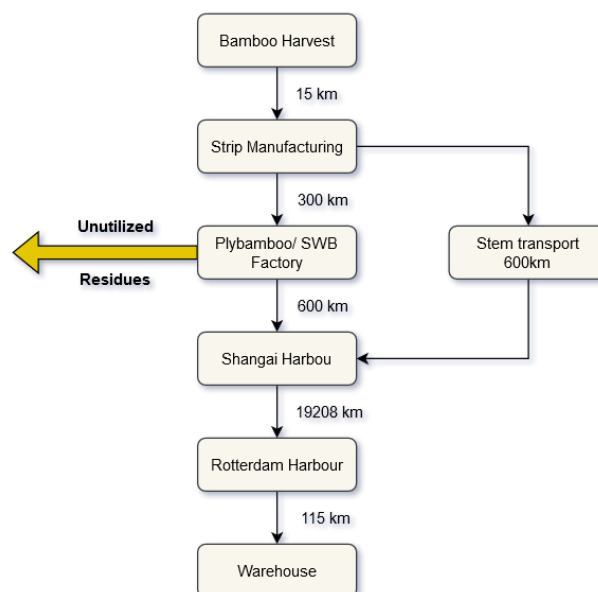 Bamboo Harvest
15 km
Strip Manufacturing
300 km
Unutilized
Residues
Plybamboo/ SWB
Factory
Stem transport
600km
600 km
Shangai Harbou
19208 km
Rotterdam Harbour
115 km
Warehouse